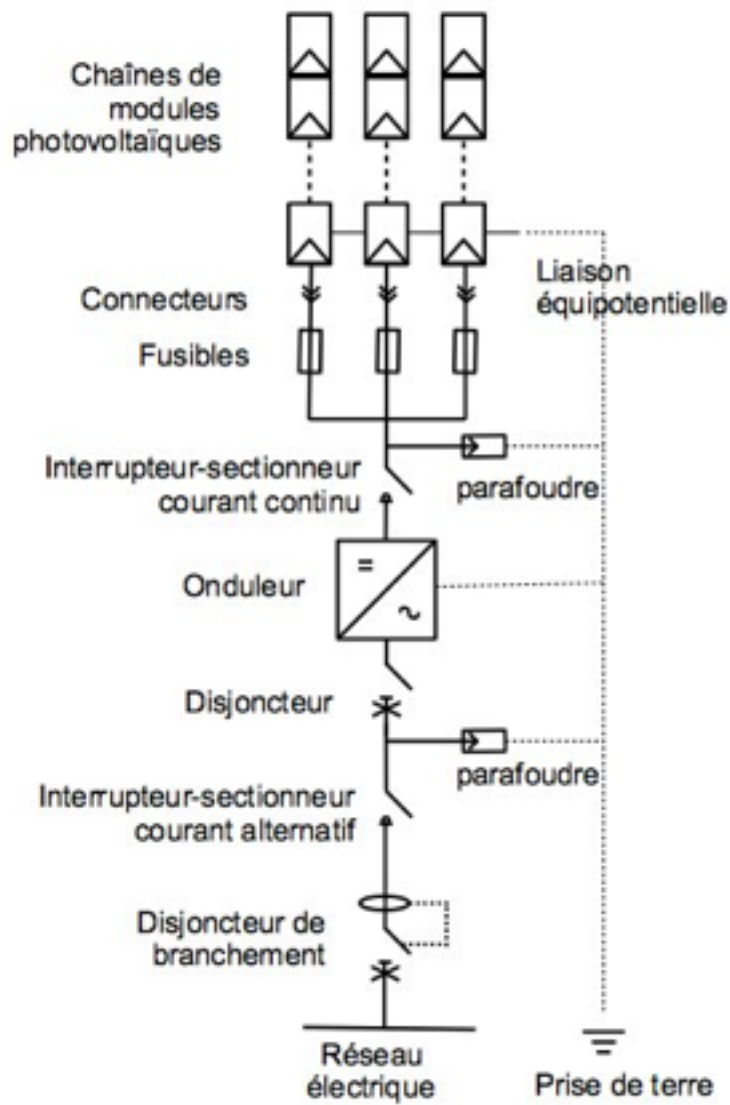 Chaînes de
modules
photovoltaïques
Liaison
équipotentielle
Connecteurs
Fusibles
Interrupteur-sectionneur
courant continu
parafoudre
Onduleur
=
~
Disjoncteur
parafoudre
Interrupteur-sectionneur
courant alternatif
Disjoncteur de
branchement
Réseau
électrique
Prise de terre